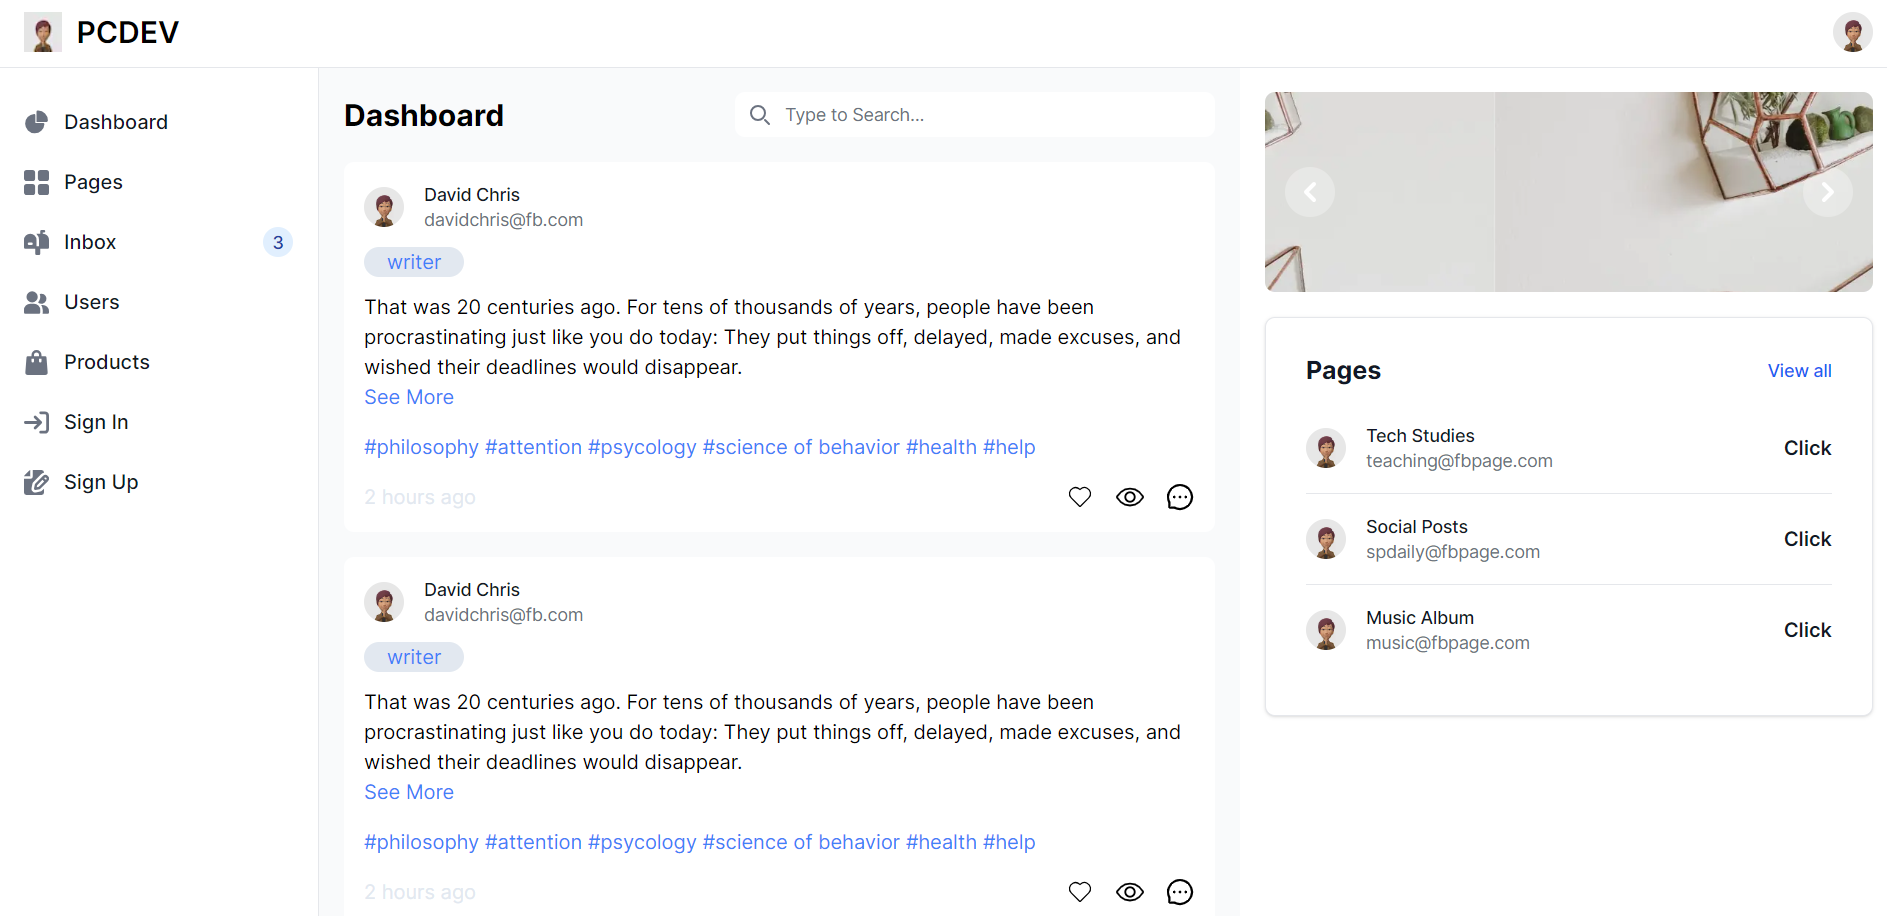 PCDEV
Dashboard
Pages
Inbox
3
Users
Products
Sign In
Sign Up
Dashboard
Type to Search...
David Chris
davidchris@fb.com
writer
That was 20 centuries ago. For tens of thousands of years, people have been
procrastinating just like you do today: They put things off, delayed, made excuses, and
wished their deadlines would disappear.
See More
#philosophy #attention #psycology #science of behavior #health #help
2 hours ago
David Chris
davidchris@fb.com
writer
That was 20 centuries ago. For tens of thousands of years, people have been
procrastinating just like you do today: They put things off, delayed, made excuses, and
wished their deadlines would disappear.
See More
#philosophy #attention #psycology #science of behavior #health #help
2 hours ago
Pages
View all
Tech Studies
teaching@fbpage.com
Click
Social Posts
spdaily@fbpage.com
Click
Music Album
music@fbpage.com
Click